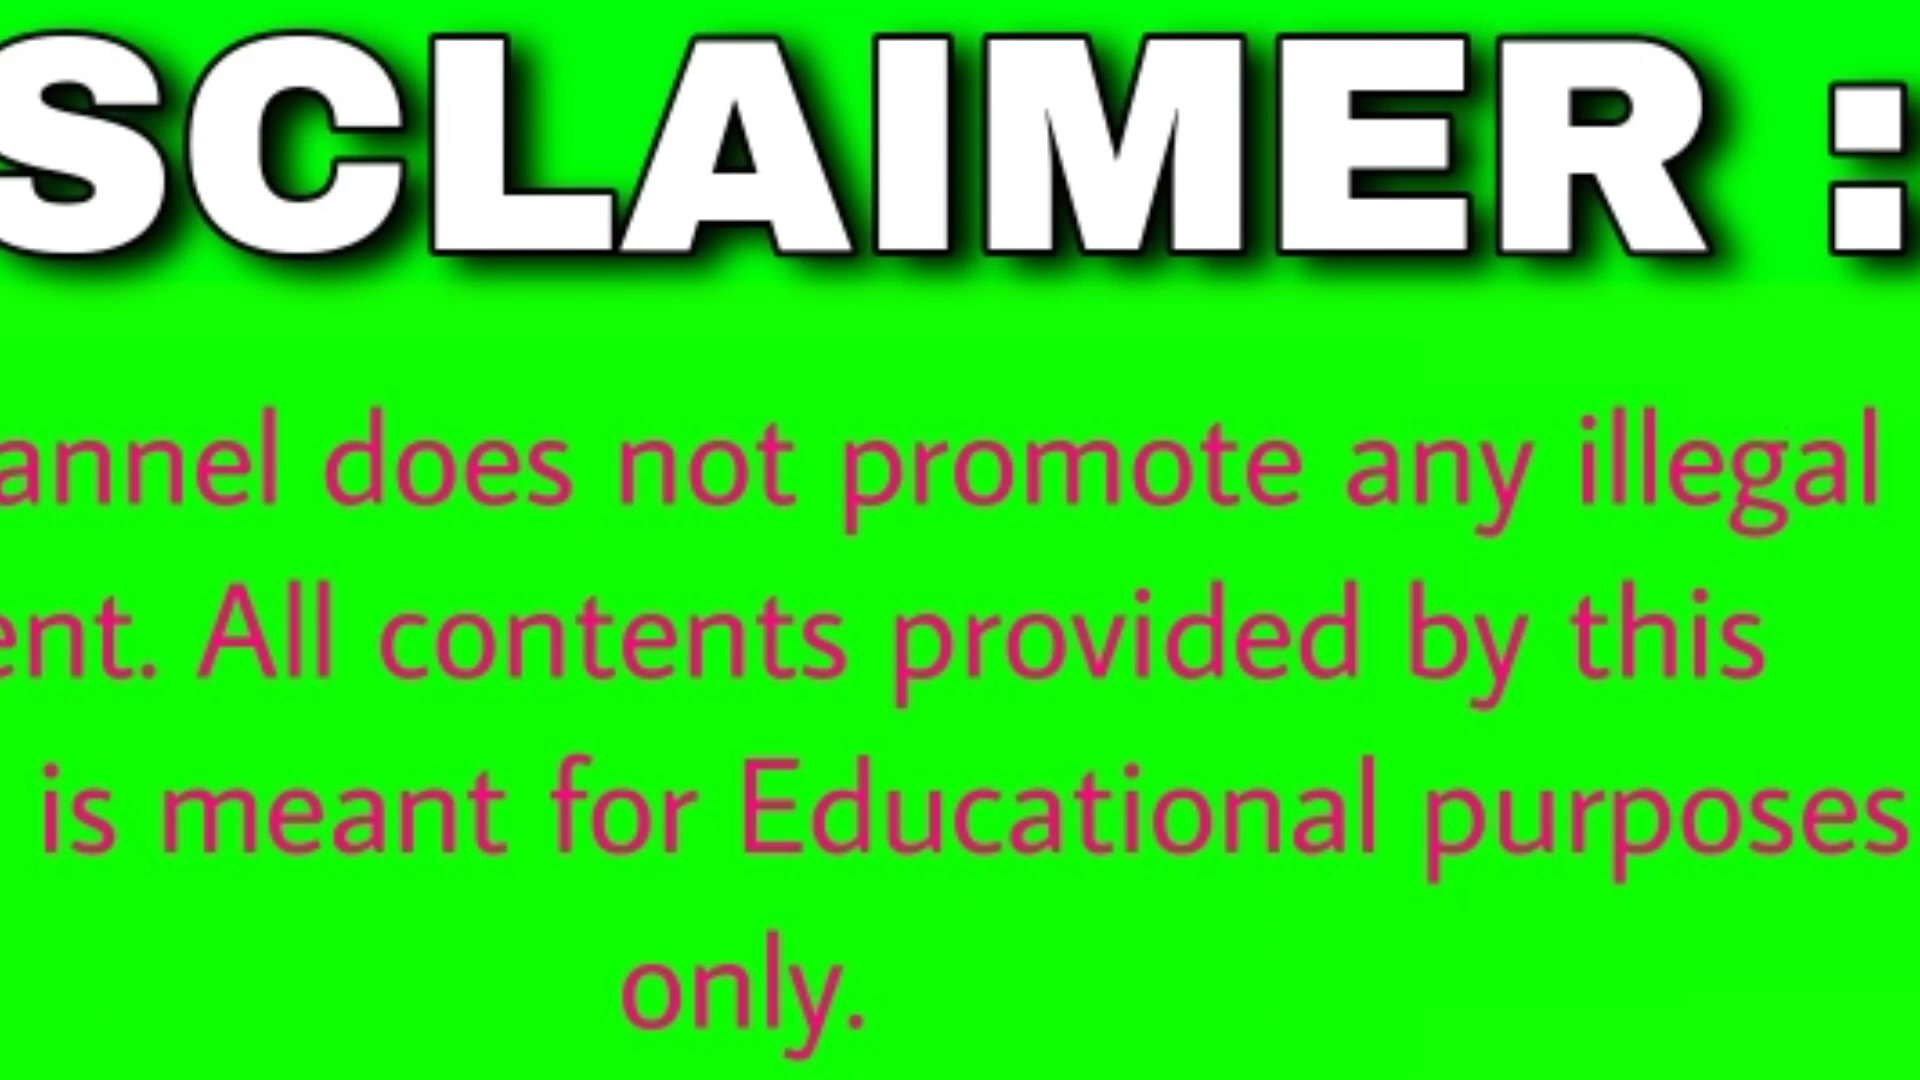 SCLAIMER :
annel does not promote any illegal
ent. All contents provided by this
is meant for Educational purposes
only.